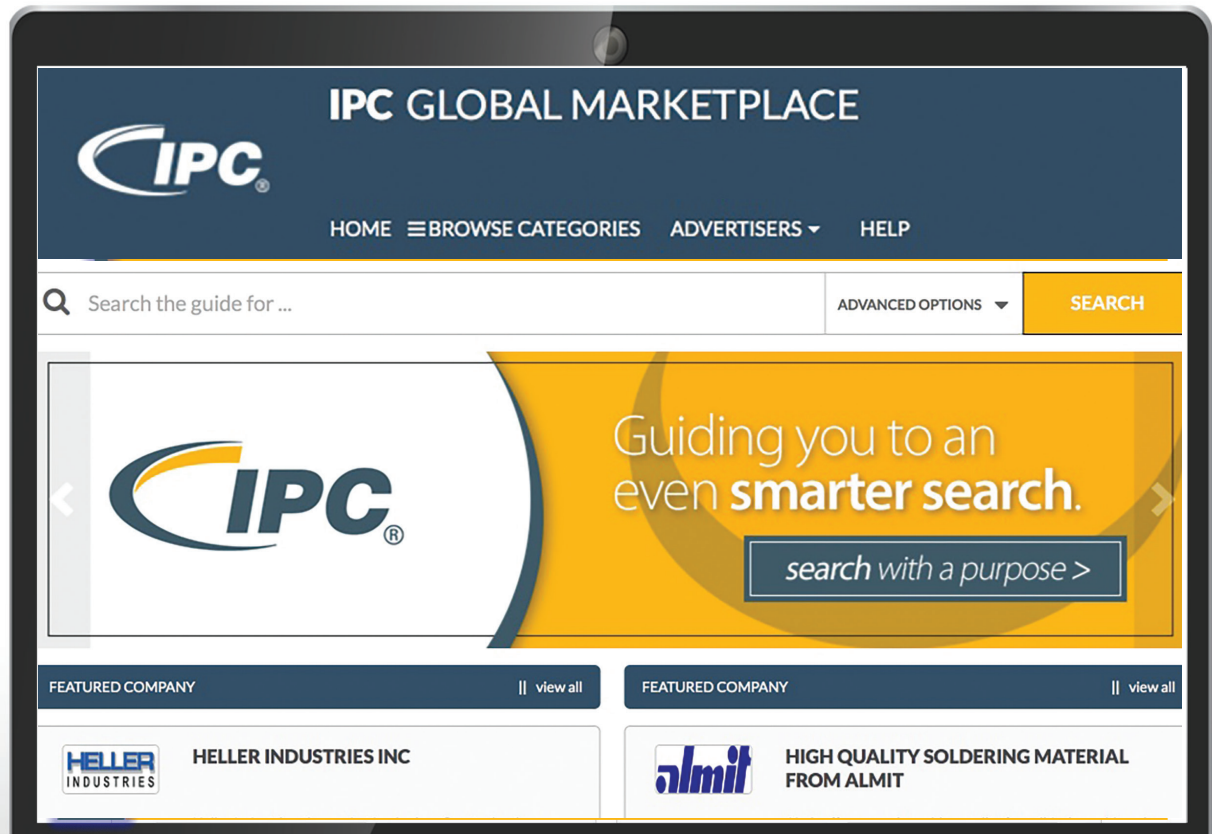 IPC GLOBAL MARKETPLACE
IPC®
HOME BROWSE CATEGORIES ADVERTISERS HELP
Search the guide for ... ADVANCED OPTIONS SEARCH
IPC®
Guiding you to an
even smarter search.
search with a purpose >
FEATURED COMPANY || view all
HELLER
INDUSTRIES
HELLER INDUSTRIES INC
FEATURED COMPANY || view all
almit
HIGH QUALITY SOLDERING MATERIAL
FROM ALMIT